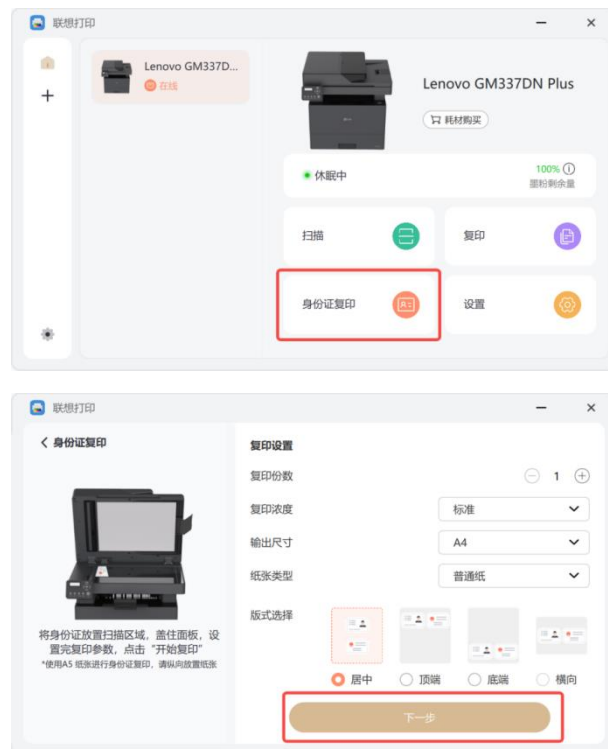 联想打印
Lenovo GM337D...
在线
Lenovo GM337DN Plus
耗材购买
休眠中
100%
墨粉剩余量
扫描
复印
身份证复印
设置
联想打印
身份证复印
将身份证放置扫描区域，盖住面板，设
置完复印参数，点击“开始复印”
*使用A5 纸张进行身份证复印，请纵向放置纸张
复印设置
复印份数
1
复印浓度
标准
输出尺寸
A4
纸张类型
普通纸
版式选择
居中
顶端
底端
横向
下一步